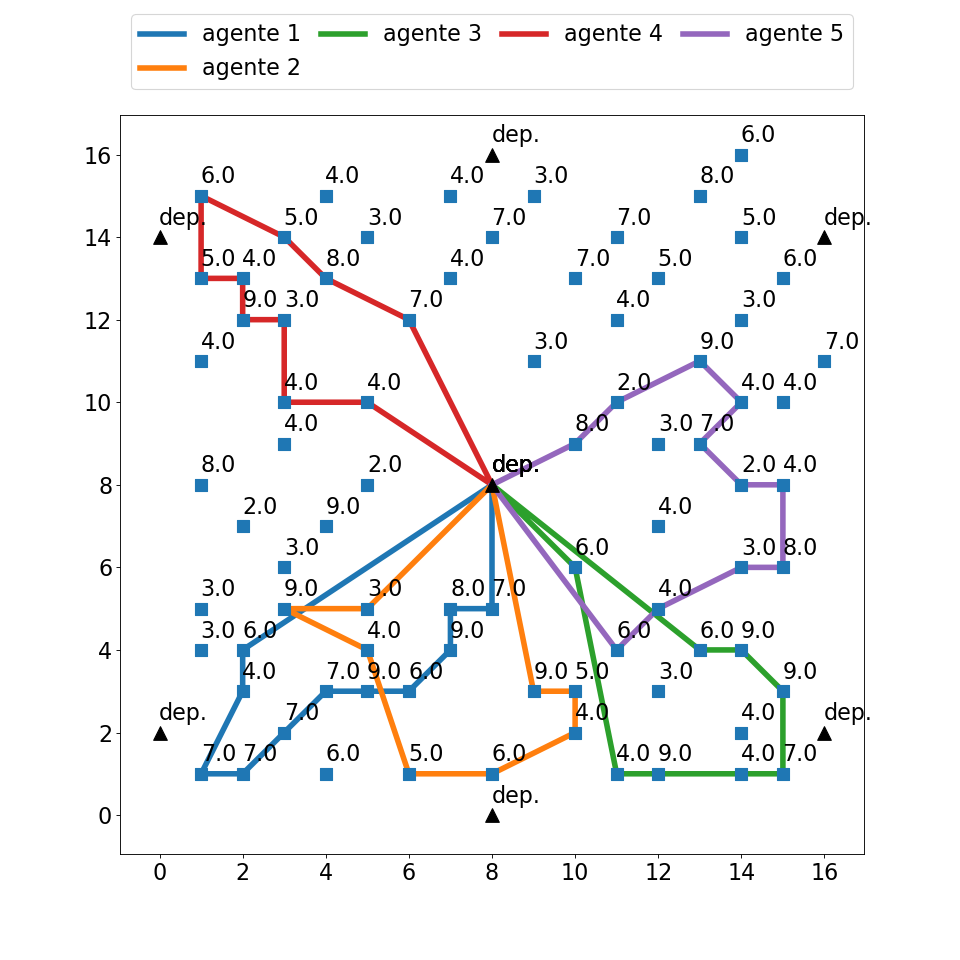 agente 1 agente 3 agente 4 agente 5
agente 2
dep. 6.0
16
6.0 4.0 4.0 3.0 8.0
dep. 5.0 3.0 7.0 7.0 5.0 dep.
14
5.0 4.0 8.0 4.0 7.0 5.0 6.0
9.0 3.0 7.0 4.0 3.0
12
4.0 3.0 9.0 7.0
4.0 4.0 2.0 4.0 4.0
10
4.0 8.0 3.0 7.0
8.0 2.0 dep. 2.0 4.0
8
2.0 9.0 4.0
3.0 6.0 3.0 8.0
6
3.0 9.0 3.0 8.0 7.0 4.0
3.0 6.0 4.0 9.0 6.0 6.0 9.0
4
4.0 7.0 9.0 6.0 9.0 5.0 3.0 9.0
dep. 7.0 4.0 4.0 dep.
2
7.0 7.0 6.0 5.0 6.0 4.0 9.0 4.0 7.0
dep.
0
0 2 4 6 8 10 12 14 16